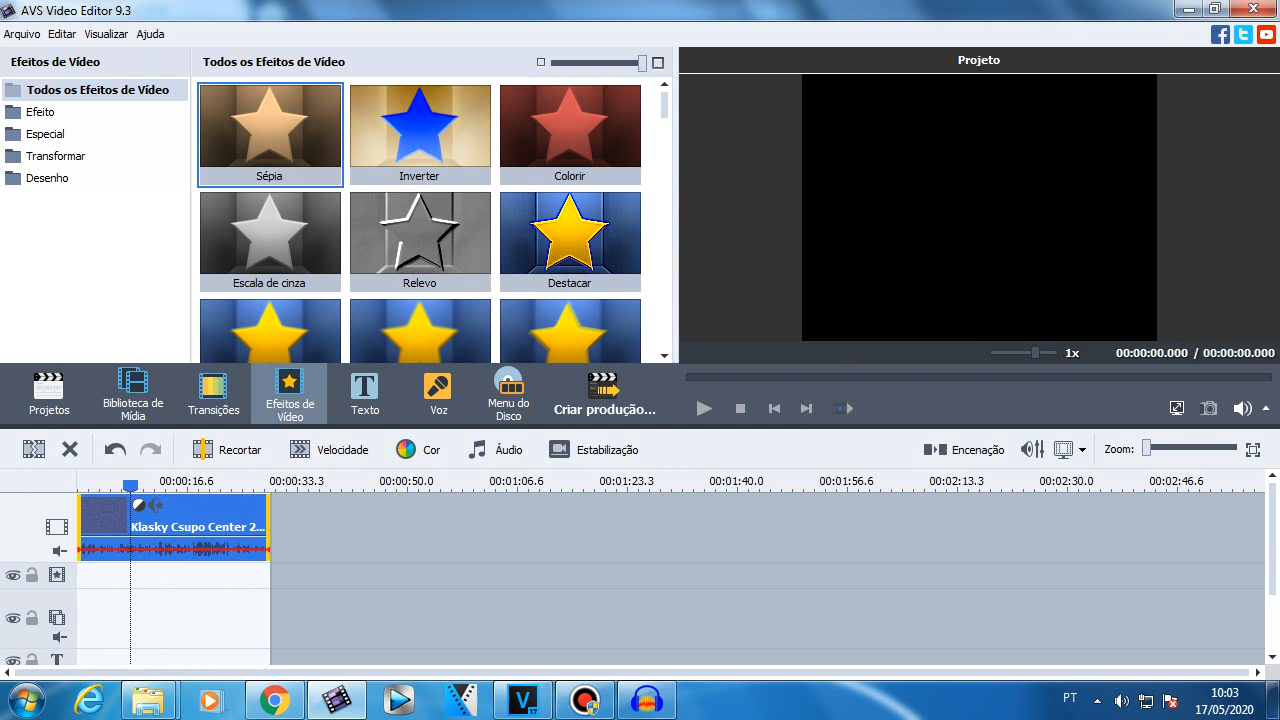 AVS Video Editor 9.3
Arquivo Editar Visualizar Ajuda
Efeitos de Vídeo
Todos os Efeitos de Vídeo
Projeto
Todos os Efeitos de Vídeo
Efeito
Especial
Transformar
Desenho
Sépia
Inverter
Colorir
Escala de cinza
Relevo
Destacar
1x
00:00:00.000 / 00:00:00.000
Projetos
Biblioteca de
Mídia
Transições
Efeitos de
Vídeo
Texto
Voz
Menu do
Disco
Criar produção...
Recortar
Velocidade
Cor
Áudio
Estabilização
Encenação
Zoom:
00:00:16.6 00:00:33.3 00:00:50.0 00:01:06.6 00:01:23.3 00:01:40.0 00:01:56.6 00:02:13.3 00:02:30.0 00:02:46.6
Klasky Csupo Center 2...
T
V
17
PT
10:03
17/05/2020